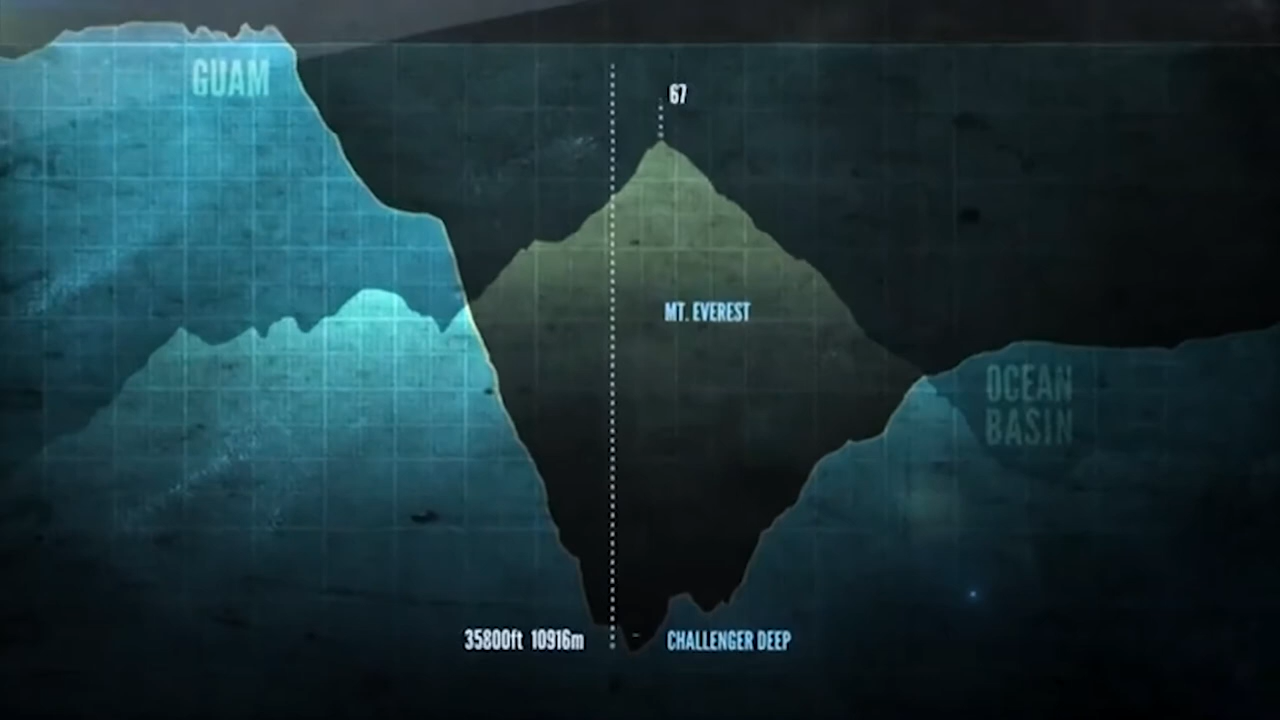 GUAM
67
MT. EVEREST
OCEAN
BASIN
35800ft 10916m
CHALLENGER DEEP